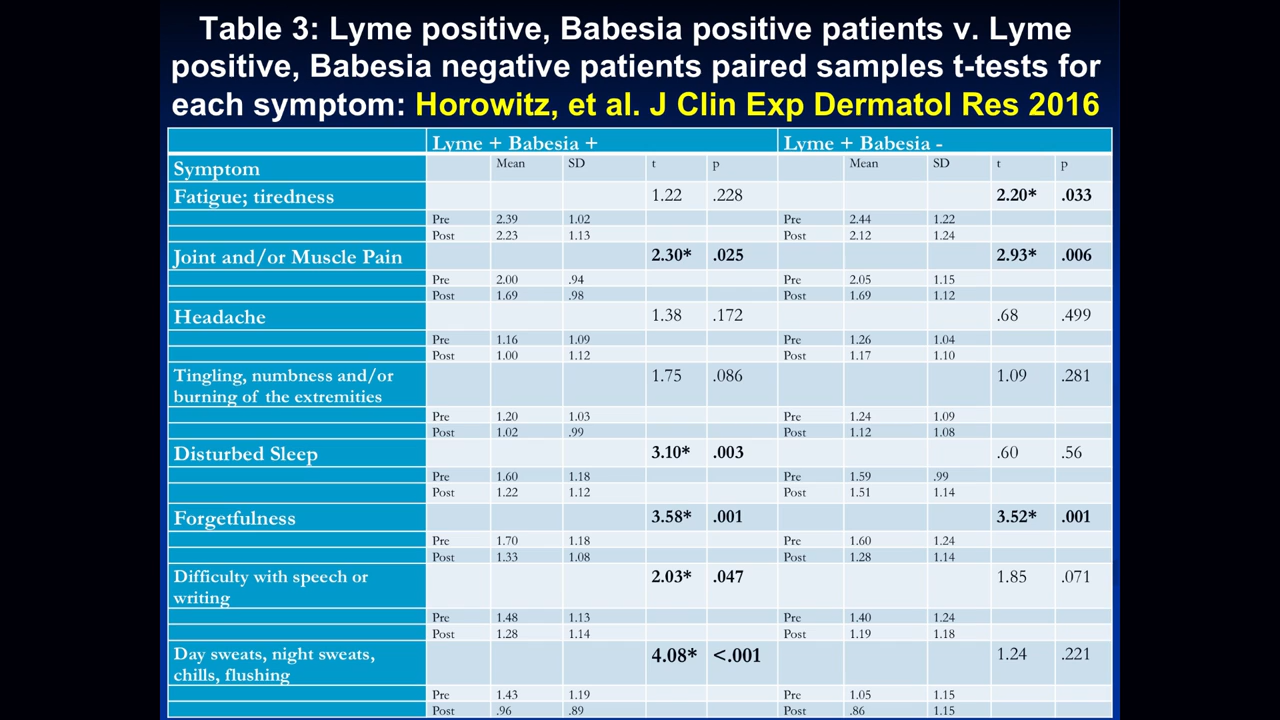 Table 3: Lyme positive, Babesia positive patients v. Lyme
positive, Babesia negative patients paired samples t-tests for
each symptom: Horowitz, et al. J Clin Exp Dermatol Res 2016
Lyme + Babesia + Lyme + Babesia -
Symptom Mean SD t p Mean SD t p
Fatigue; tiredness 1.22 .228 2.20* .033
Pre 2.39 1.02 Pre 2.44 1.22
Post 2.23 1.13 Post 2.12 1.24
Joint and/or Muscle Pain 2.30* .025 2.93* .006
Pre 2.00 .94 Pre 2.05 1.15
Post 1.69 .98 Post 1.69 1.12
Headache 1.38 .172 .68 .499
Pre 1.16 1.09 Pre 1.26 1.04
Post 1.00 1.12 Post 1.17 1.10
Tingling, numbness and/or 1.75 .086 1.09 .281
burning of the extremities
Pre 1.20 1.03 Pre 1.24 1.09
Post 1.02 .99 Post 1.12 1.08
Disturbed Sleep 3.10* .003 .60 .56
Pre 1.60 1.18 Pre 1.59 .99
Post 1.22 1.12 Post 1.51 1.14
Forgetfulness 3.58* .001 3.52* .001
Pre 1.70 1.18 Pre 1.60 1.24
Post 1.33 1.08 Post 1.28 1.14
Difficulty with speech or 2.03* .047 1.85 .071
writing
Pre 1.48 1.13 Pre 1.40 1.24
Post 1.28 1.14 Post 1.19 1.18
Day sweats, night sweats, 4.08* <.001 1.24 .221
chills, flushing
Pre 1.43 1.19 Pre 1.05 1.15
Post .96 .89 Post .86 1.15